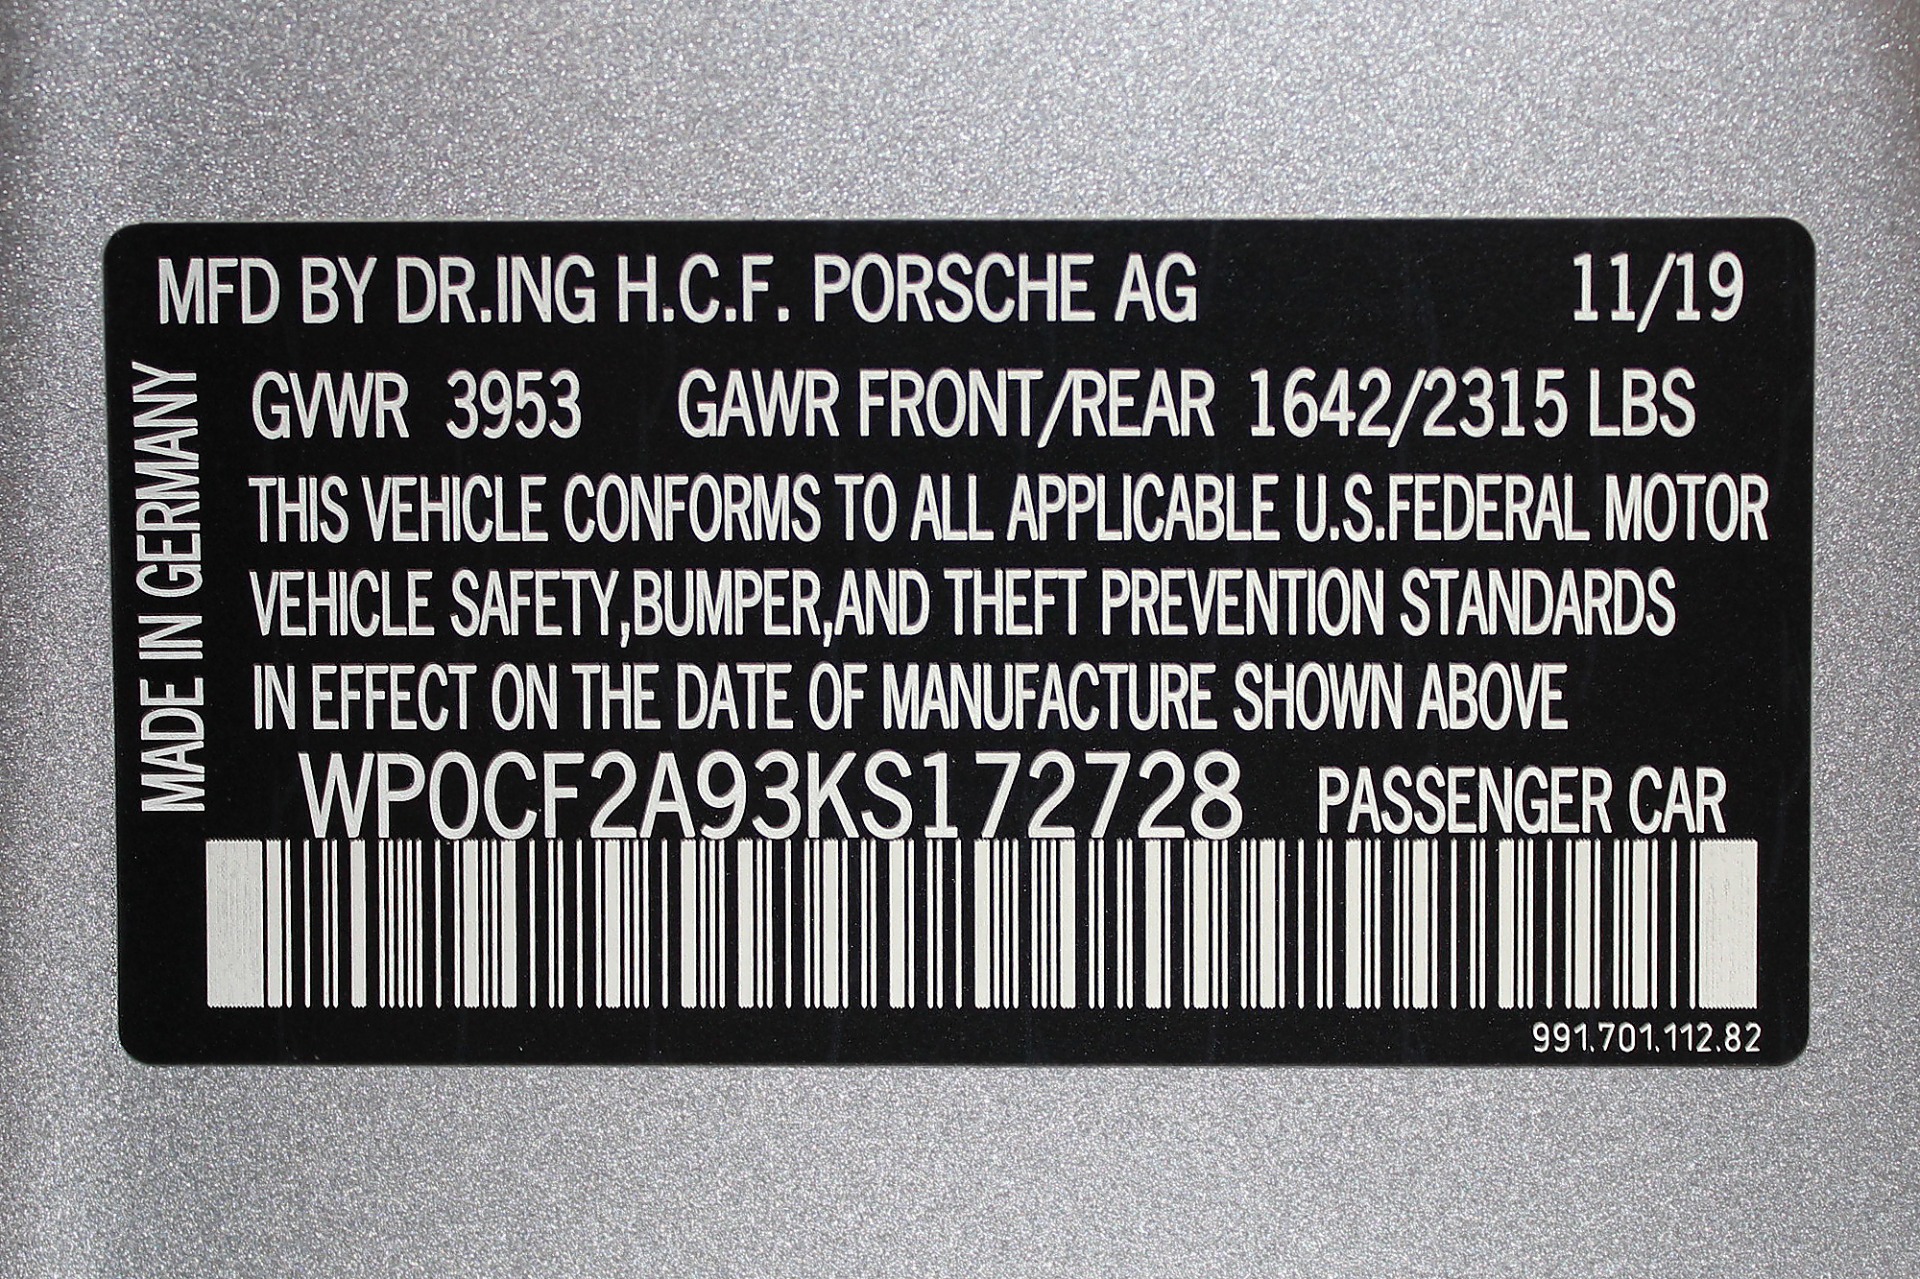 MFD BY DR.ING H.C.F. PORSCHE AG 11/19
MADE IN GERMANY
GVWR 3953 GAWR FRONT/REAR 1642/2315 LBS
THIS VEHICLE CONFORMS TO ALL APPLICABLE U.S.FEDERAL MOTOR
VEHICLE SAFETY,BUMPER,AND THEFT PREVENTION STANDARDS
IN EFFECT ON THE DATE OF MANUFACTURE SHOWN ABOVE
WP0CF2A93KS172728 PASSENGER CAR
991.701.112.82